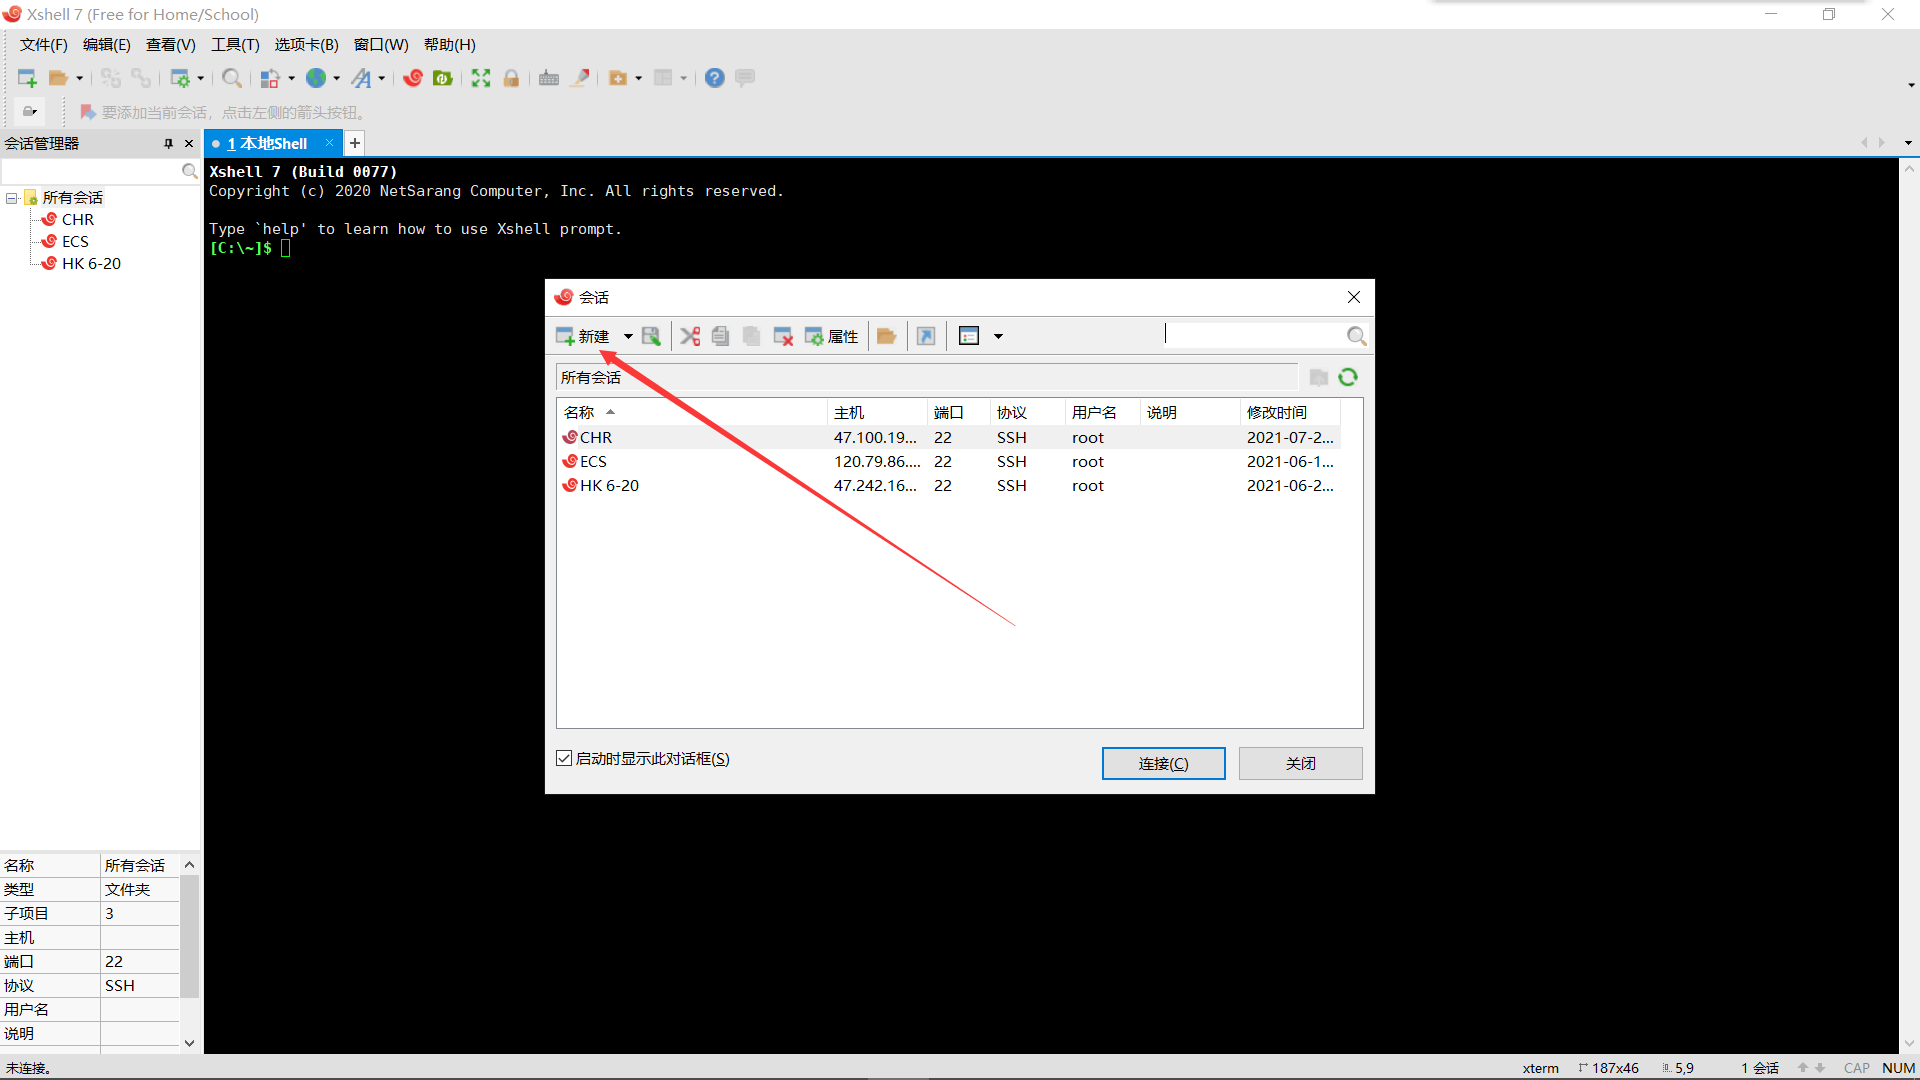 Xshell 7 (Free for Home/School)
文件(F) 编辑(E) 查看(V) 工具(T) 选项卡(B) 窗口(W) 帮助(H)
要添加当前会话，点击左侧的箭头按钮。
会话管理器
1 本地Shell
所有会话
CHR
ECS
HK 6-20
Xshell 7 (Build 0077)
Copyright (c) 2020 NetSarang Computer, Inc. All rights reserved.
Type `help' to learn how to use Xshell prompt.
[C:\~]$
会话
新建 属性
所有会话
名称 主机 端口 协议 用户名 说明 修改时间
CHR 47.100.19... 22 SSH root 2021-07-2...
ECS 120.79.86.... 22 SSH root 2021-06-1...
HK 6-20 47.242.16... 22 SSH root 2021-06-2...
启动时显示此对话框(S)
连接(C) 关闭
名称 所有会话
类型 文件夹
子项目 3
主机
端口 22
协议 SSH
用户名
说明
未连接。
xterm 187x46 5,9 1 会话 CAP NUM